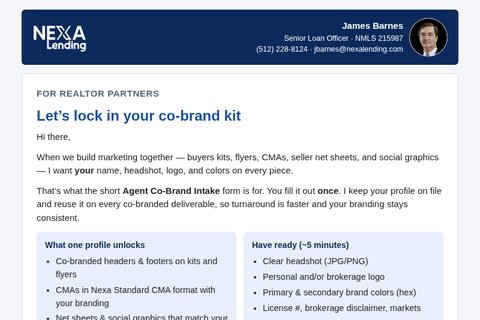 NEXA
Lending
James Barnes
Senior Loan Officer · NMLS 215987
(512) 228-8124 · jbarnes@nexalending.com
FOR REALTOR PARTNERS
Let’s lock in your co-brand kit
Hi there,
When we build marketing together — buyers kits, flyers, CMAs, seller net sheets, and social graphics
— I want your name, headshot, logo, and colors on every piece.
That’s what the short Agent Co-Brand Intake form is for. You fill it out once. I keep your profile on file
and reuse it on every co-branded deliverable, so turnaround is faster and your branding stays
consistent.
What one profile unlocks
• Co-branded headers & footers on kits and
flyers
• CMAs in Nexa Standard CMA format with
your branding
• Net sheets & social graphics that match your
Have ready (~5 minutes)
• Clear headshot (JPG/PNG)
• Personal and/or brokerage logo
• Primary & secondary brand colors (hex)
• License #, brokerage disclaimer, markets